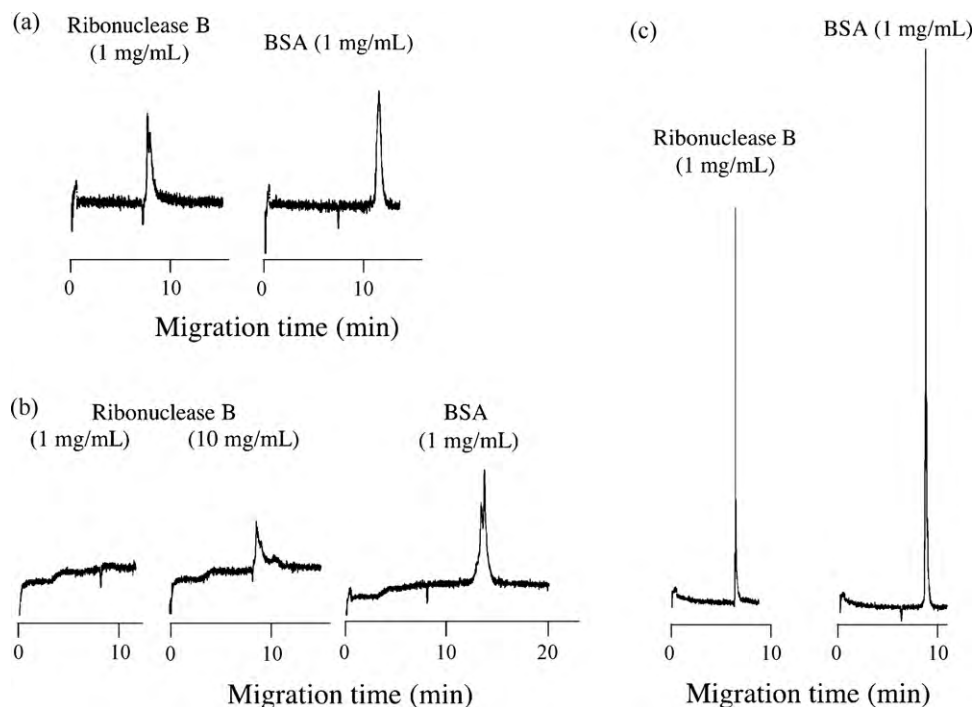 (a)
Ribonuclease B
(1 mg/mL)
BSA (1 mg/mL)
0
10
0
10
Migration time (min)
(b)
Ribonuclease B
(1 mg/mL)
(10 mg/mL)
BSA
(1 mg/mL)
0
10
0
10
0
10
20
Migration time (min)
(c)
Ribonuclease B
(1 mg/mL)
BSA (1 mg/mL)
0
10
0
10
Migration time (min)